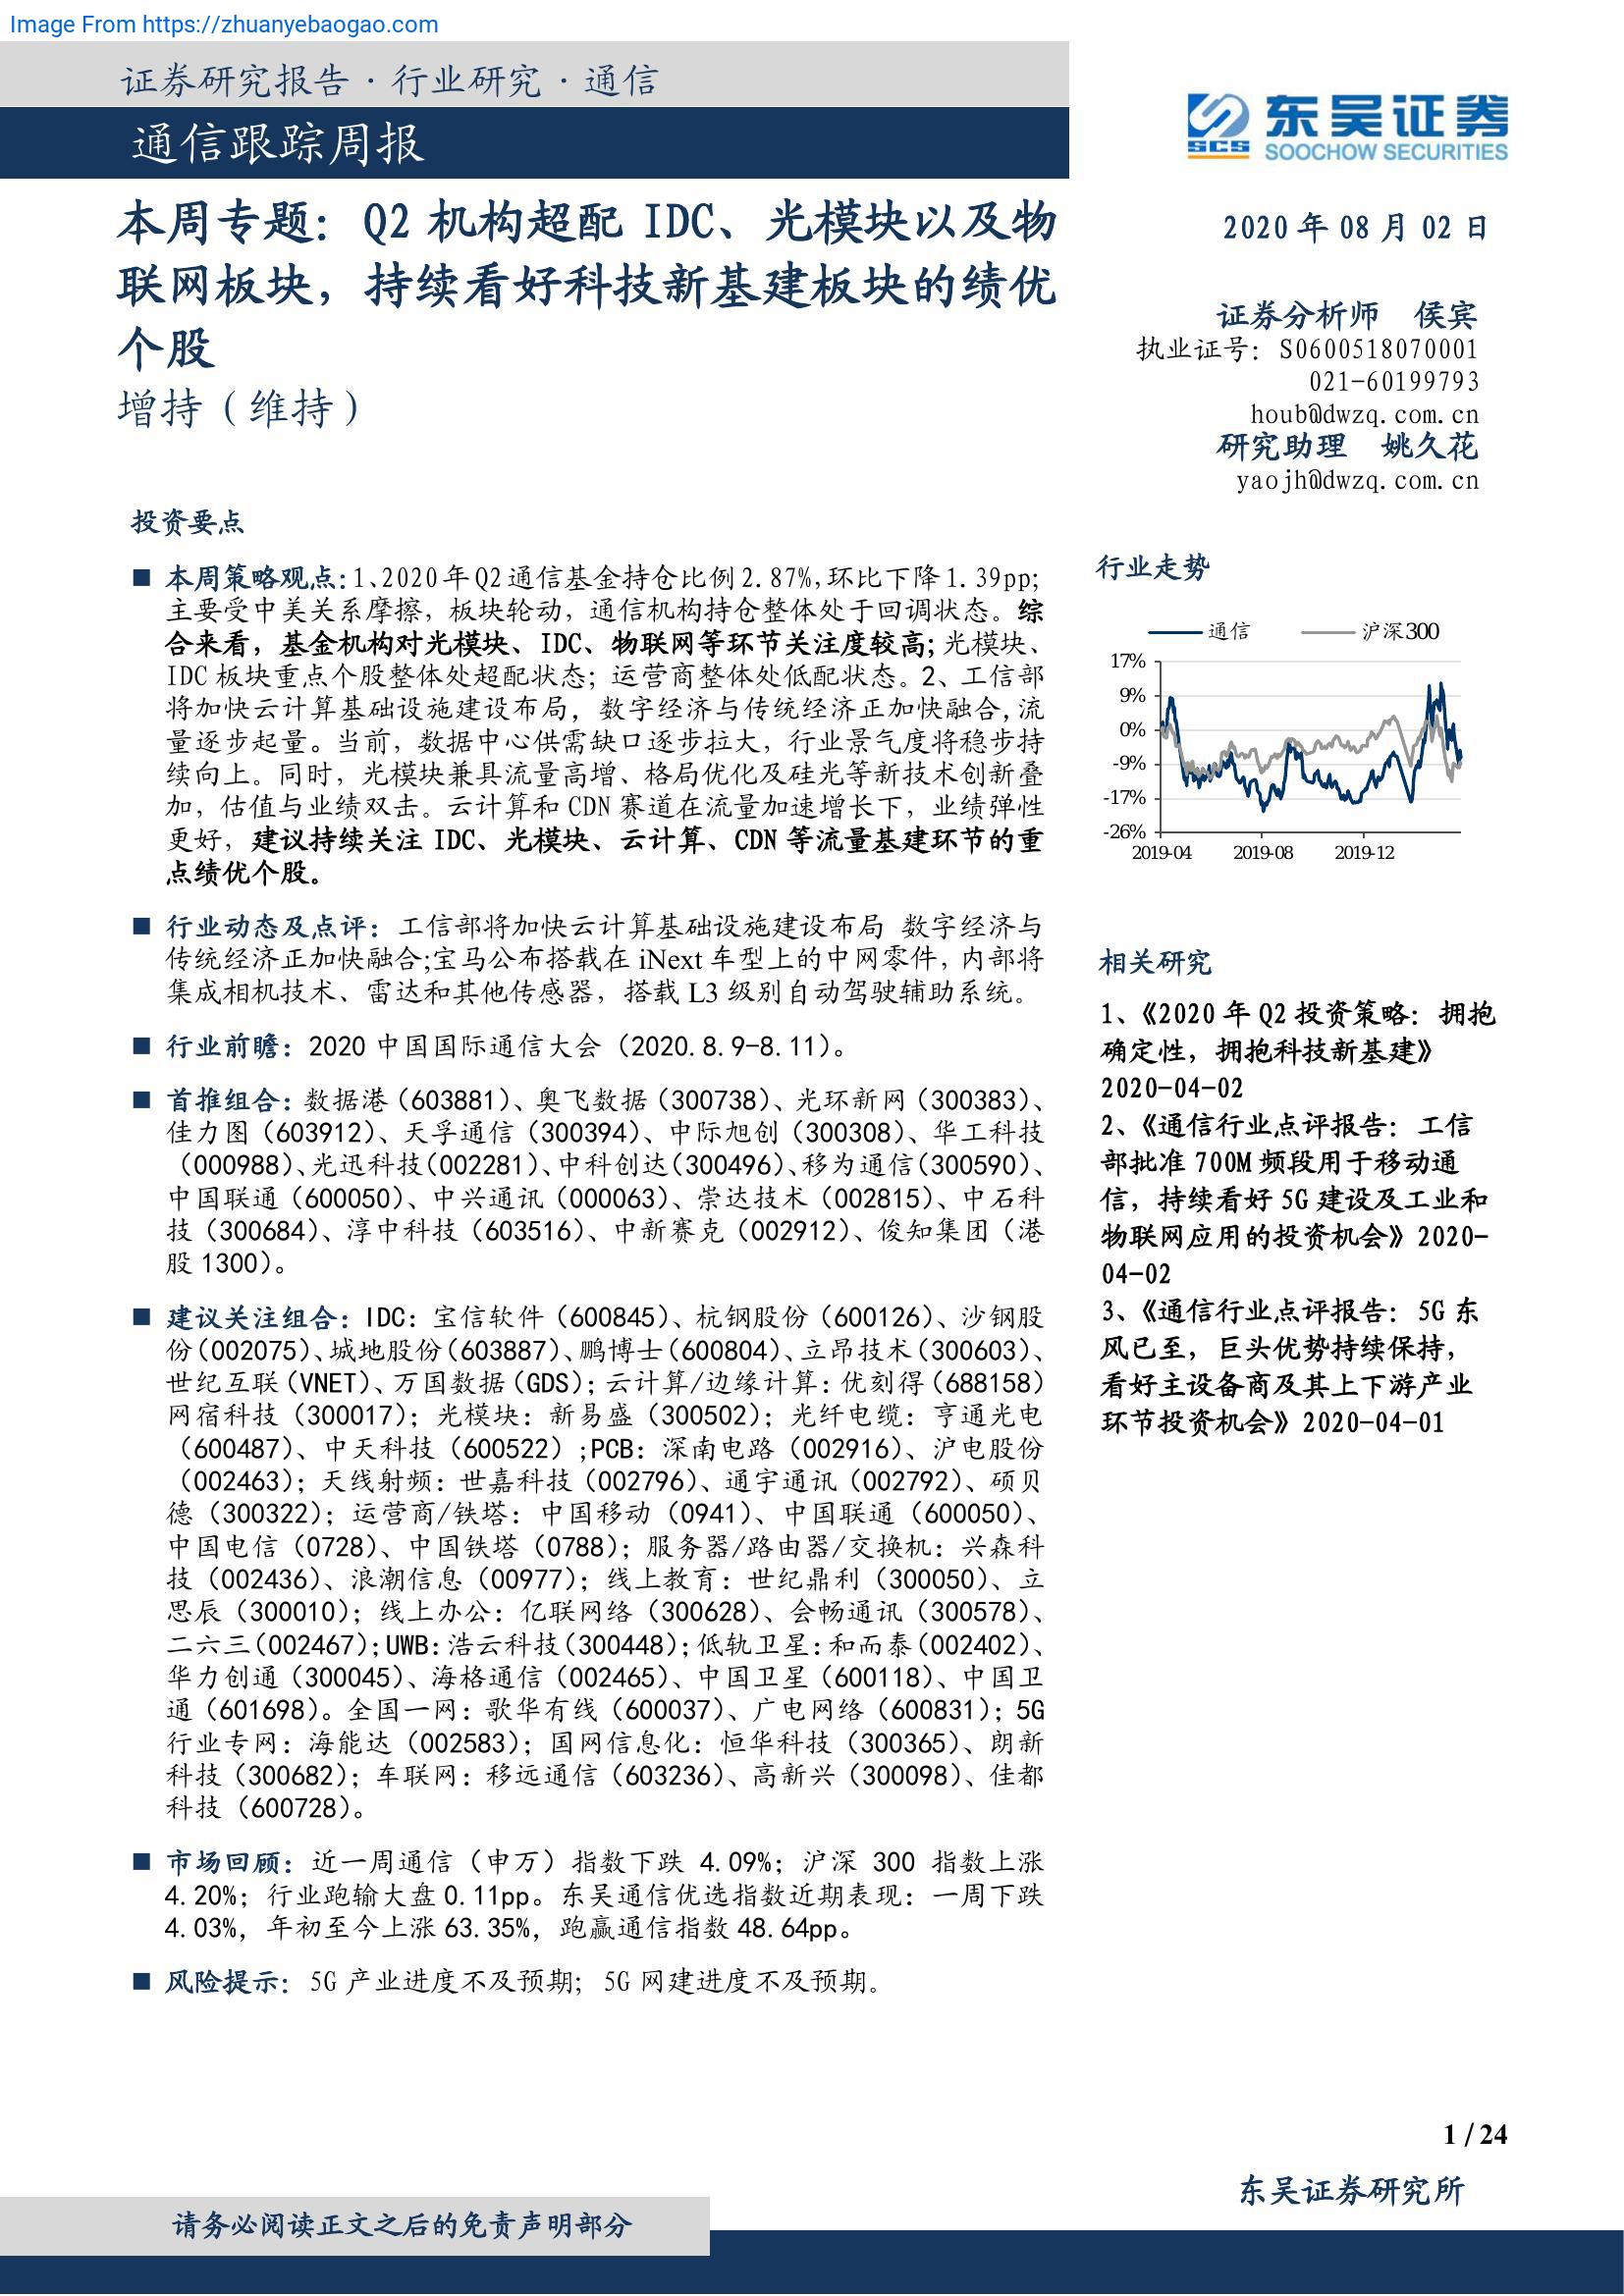 Image From https://zhuanyebaogao.com
证券研究报告·行业研究·通信
通信跟踪周报
本周专题：Q2 机构超配 IDC、光模块以及物
联网板块，持续看好科技新基建板块的绩优
个股
增持（维持）
投资要点
■ 本周策略观点：1、2020年Q2通信基金持仓比例2.87%，环比下降1.39pp；
主要受中美关系摩擦，板块轮动，通信机构持仓整体处于回调状态。综
合来看，基金机构对光模块、IDC、物联网等环节关注度较高；光模块、
IDC 板块重点个股整体处超配状态；运营商整体处低配状态。2、工信部
将加快云计算基础设施建设布局，数字经济与传统经济正加快融合，流
量逐步起量。当前，数据中心供需缺口逐步拉大，行业景气度将稳步持
续向上。同时，光模块兼具流量高增、格局优化及硅光等新技术创新叠
加，估值与业绩双击。云计算和 CDN 赛道在流量加速增长下，业绩弹性
更好，建议持续关注 IDC、光模块、云计算、CDN 等流量基建环节的重
点绩优个股。
■ 行业动态及点评：工信部将加快云计算基础设施建设布局 数字经济与
传统经济正加快融合;宝马公布搭载在 iNext 车型上的中网零件，内部将
集成相机技术、雷达和其他传感器，搭载 L3 级别自动驾驶辅助系统。
■ 行业前瞻：2020 中国国际通信大会（2020.8.9-8.11）。
■ 首推组合：数据港（603881）、奥飞数据（300738）、光环新网（300383）、
佳力图（603912）、天孚通信（300394）、中际旭创（300308）、华工科技
（000988）、光迅科技（002281）、中科创达（300496）、移为通信（300590）、
中国联通（600050）、中兴通讯（000063）、崇达技术（002815）、中石科
技（300684）、淳中科技（603516）、中新赛克（002912）、俊知集团（港
股 1300）。
■ 建议关注组合：IDC：宝信软件（600845）、杭钢股份（600126）、沙钢股
份（002075）、城地股份（603887）、鹏博士（600804）、立昂技术（300603）、
世纪互联（VNET）、万国数据（GDS）；云计算/边缘计算：优刻得（688158）
网宿科技（300017）；光模块：新易盛（300502）；光纤电缆：亨通光电
（600487）、中天科技（600522）;PCB：深南电路（002916）、沪电股份
（002463）；天线射频：世嘉科技（002796）、通宇通讯（002792）、硕贝
德（300322）；运营商/铁塔：中国移动（0941）、中国联通（600050）、
中国电信（0728）、中国铁塔（0788）；服务器/路由器/交换机：兴森科
技（002436）、浪潮信息（00977）；线上教育：世纪鼎利（300050）、立
思辰（300010）；线上办公：亿联网络（300628）、会畅通讯（300578）、
二六三（002467）；UWB：浩云科技（300448）；低轨卫星：和而泰（002402）、
华力创通（300045）、海格通信（002465）、中国卫星（600118）、中国卫
通（601698）。全国一网：歌华有线（600037）、广电网络（600831）；5G
行业专网：海能达（002583）；国网信息化：恒华科技（300365）、朗新
科技（300682）；车联网：移远通信（603236）、高新兴（300098）、佳都
科技（600728）。
■ 市场回顾：近一周通信（申万）指数下跌 4.09%；沪深 300 指数上涨
4.20%；行业跑输大盘 0.11pp。东吴通信优选指数近期表现：一周下跌
4.03%，年初至今上涨 63.35%，跑赢通信指数 48.64pp。
■ 风险提示：5G 产业进度不及预期；5G 网建进度不及预期。
SCS
东吴证券
SOOCHOW SECURITIES
2020 年 08 月 02 日
证券分析师 侯宾
执业证号：S0600518070001
021-60199793
houb@dwzq.com.cn
研究助理 姚久花
yaojh@dwzq.com.cn
行业走势
通信 沪深300
17%
9%
0%
-9%
-17%
-26%
2019-04 2019-08 2019-12
相关研究
1、《2020 年 Q2 投资策略：拥抱
确定性，拥抱科技新基建》
2020-04-02
2、《通信行业点评报告：工信
部批准 700M 频段用于移动通
信，持续看好 5G 建设及工业和
物联网应用的投资机会》2020-
04-02
3、《通信行业点评报告：5G 东
风已至，巨头优势持续保持，
看好主设备商及其上下游产业
环节投资机会》2020-04-01
1 / 24
东吴证券研究所
请务必阅读正文之后的免责声明部分